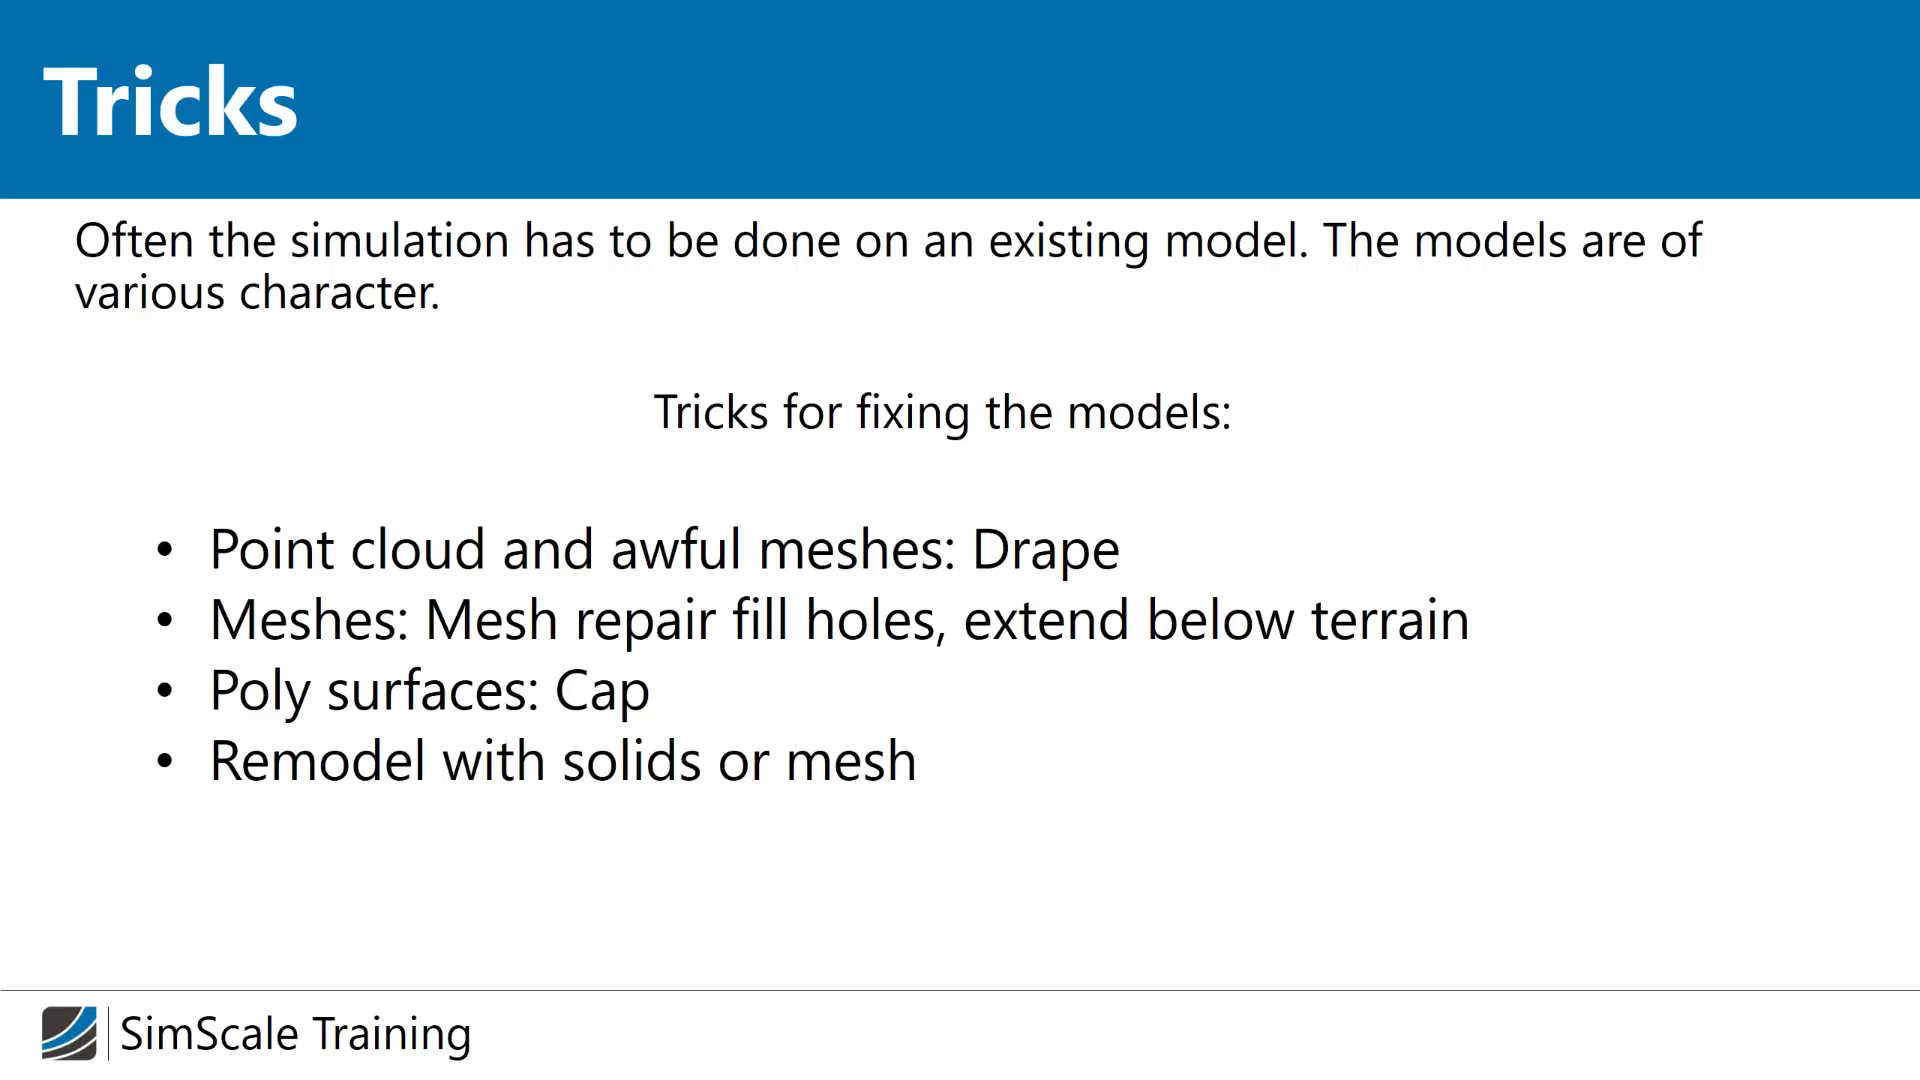 Tricks
Often the simulation has to be done on an existing model. The models are of
various character.
Tricks for fixing the models:
• Point cloud and awful meshes: Drape
• Meshes: Mesh repair fill holes, extend below terrain
• Poly surfaces: Cap
• Remodel with solids or mesh
SimScale Training